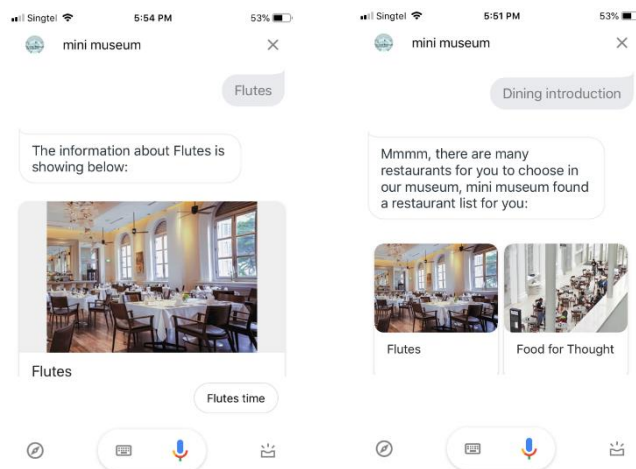 Singtel 5:54 PM 53%
mini museum
Flutes
The information about Flutes is
showing below:
Flutes
Flutes time
Singtel 5:51 PM 53%
mini museum
Dining introduction
Mmmm, there are many
restaurants for you to choose in
our museum, mini museum found
a restaurant list for you:
Flutes Food for Thought